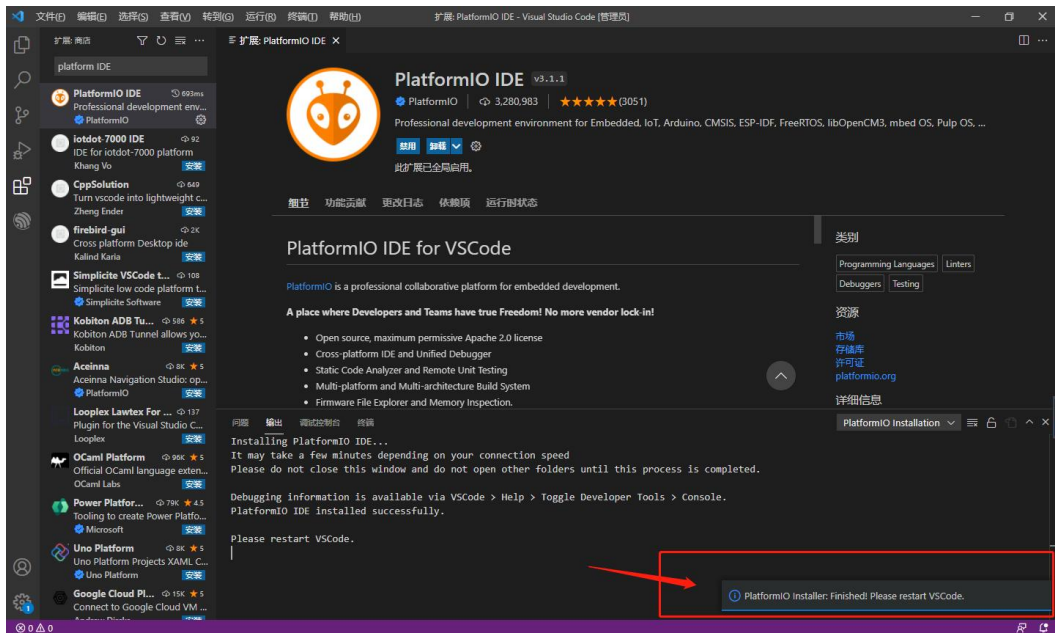 文件(F) 编辑(E) 选择(S) 查看(V) 转到(G) 运行(R) 终端(T) 帮助(H) 扩展: PlatformIO IDE - Visual Studio Code [管理员]
扩展: 商店
platform IDE
PlatformIO IDE 693ms
Professional development env...
PlatformIO
iotdot-7000 IDE 92
IDE for iotdot-7000 platform
Khang Vo 安装
CppSolution 649
Turn vscode into lightweight c...
Zheng Ender 安装
firebird-gui 2K
Cross platform Desktop ide
Kalind Karia 安装
Simplicite VSCode t... 108
Simplicite low code platform t...
Simplicite Software 安装
Kobiton ADB Tu... 586 ★ 5
Kobiton ADB Tunnel allows yo...
Kobiton 安装
Aceinna 8K ★ 5
Aceinna Navigation Studio: op...
PlatformIO 安装
Looplex Lawtex For ... 137
Plugin for the Visual Studio C...
Looplex 安装
OCaml Platform 96K ★ 5
Official OCaml language exten...
OCaml Labs 安装
Power Platfor... 79K ★ 4.5
Tooling to create Power Platfo...
Microsoft 安装
Uno Platform 8K ★ 5
Uno Platform Projects XAML C...
Uno Platform 安装
Google Cloud Pl... 15K ★ 5
Connect to Google Cloud VM ...
扩展: PlatformIO IDE
PlatformIO IDE v3.1.1
PlatformIO 3,280,983 ★★★★★(3051)
Professional development environment for Embedded, IoT, Arduino, CMSIS, ESP-IDF, FreeRTOS, libOpenCM3, mbed OS, Pulp OS, ...
禁用 卸载
此扩展已全局启用。
细节 功能贡献 更改日志 依赖项 运行时状态
PlatformIO IDE for VSCode
PlatformIO is a professional collaborative platform for embedded development.
A place where Developers and Teams have true Freedom! No more vendor lock-in!
• Open source, maximum permissive Apache 2.0 license
• Cross-platform IDE and Unified Debugger
• Static Code Analyzer and Remote Unit Testing
• Multi-platform and Multi-architecture Build System
• Firmware File Explorer and Memory Inspection.
类别
Programming Languages Linters
Debuggers Testing
资源
市场
存储库
许可证
platformio.org
详细信息
问题 输出 调试控制台 终端 PlatformIO Installation
Installing PlatformIO IDE...
It may take a few minutes depending on your connection speed
Please do not close this window and do not open other folders until this process is completed.
Debugging information is available via VSCode > Help > Toggle Developer Tools > Console.
PlatformIO IDE installed successfully.
Please restart VSCode.
PlatformIO Installer: Finished! Please restart VSCode.
1
0 0